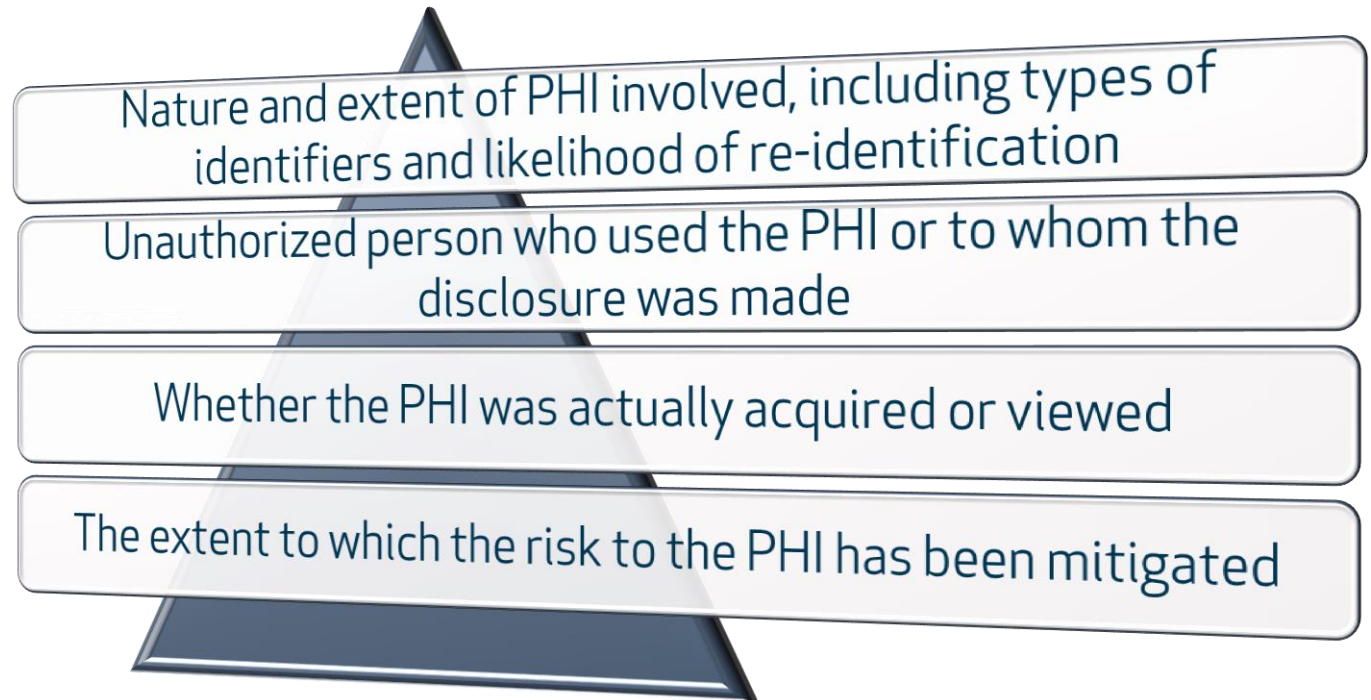 Nature and extent of PHI involved, including types of
identifiers and likelihood of re-identification
Unauthorized person who used the PHI or to whom the
disclosure was made
Whether the PHI was actually acquired or viewed
The extent to which the risk to the PHI has been mitigated